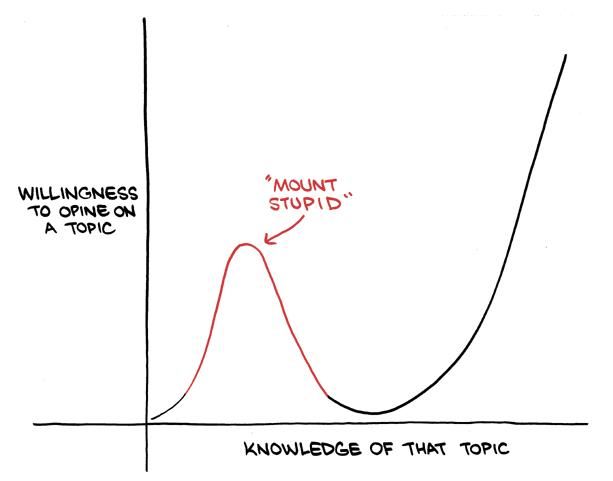 "MOUNT
STUPID"
WILLINGNESS
TO OPINE ON
A TOPIC
KNOWLEDGE OF THAT TOPIC